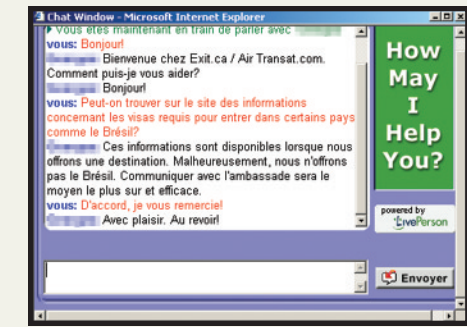 Chat Window - Microsoft Internet Explorer
Vous êtes maintenant en train de parler avec
vous: Bonjour!
Bienvenue chez Exit.ca / Air Transat.com.
Comment puis-je vous aider?
Bonjour!
vous: Peut-on trouver sur le site des informations
concernant les visas requis pour entrer dans certains pays
comme le Brésil?
Ces informations sont disponibles lorsque nous
offrons une destination. Malheureusement, nous n'offrons
pas le Brésil. Communiquer avec l'ambassade sera le
moyen le plus sur et efficace.
vous: D'accord, je vous remercie!
Avec plaisir. Au revoir!
How
May
I
Help
You?
powered by
LivePerson
Envoyer